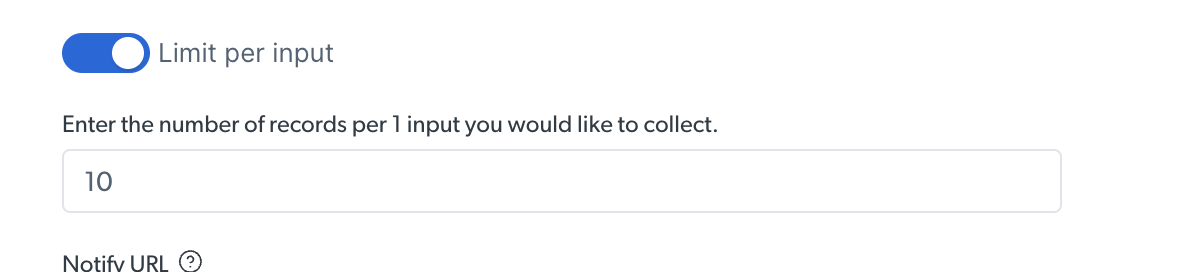 Limit per input
Enter the number of records per 1 input you would like to collect.
10
Notify URL ?